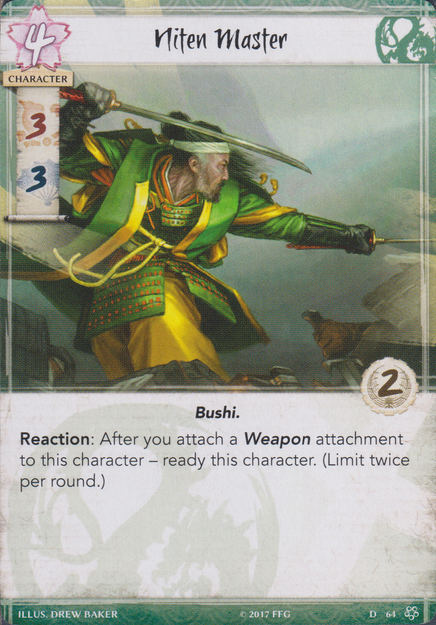 4
Niten Master
CHARACTER
3
3
2
Bushi.
Reaction: After you attach a Weapon attachment
to this character – ready this character. (Limit twice
per round.)
ILLUS. DREW BAKER © 2017 FFG D 64